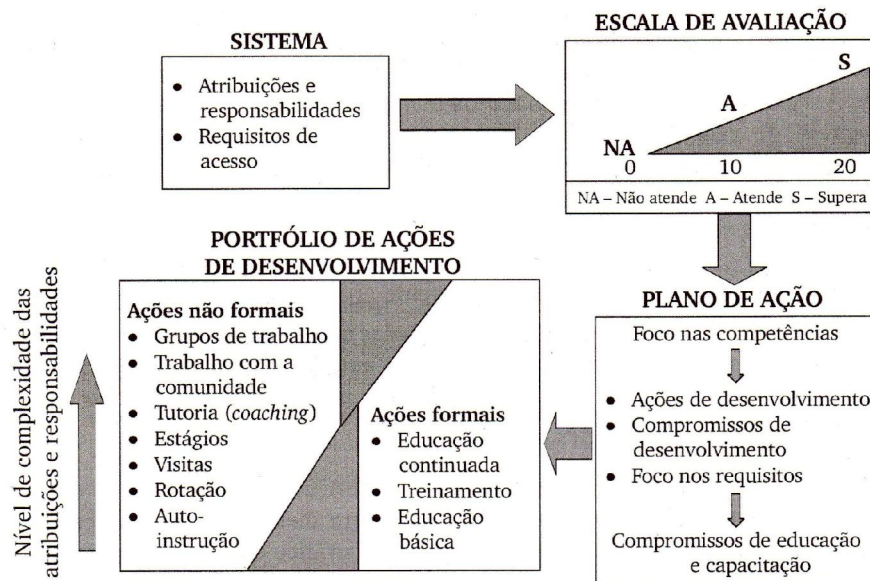 SISTEMA
• Atribuições e
responsabilidades
• Requisitos de
acesso
ESCALA DE AVALIAÇÃO
S
A
NA
0 10 20
NA – Não atende A – Atende S – Supera
PLANO DE AÇÃO
Foco nas competências
• Ações de desenvolvimento
• Compromissos de
desenvolvimento
• Foco nos requisitos
Compromissos de educação
e capacitação
PORTFÓLIO DE AÇÕES
DE DESENVOLVIMENTO
Ações não formais
• Grupos de trabalho
• Trabalho com a
comunidade
• Tutoria (coaching)
• Estágios
• Visitas
• Rotação
• Auto-
instrução
Ações formais
• Educação
continuada
• Treinamento
• Educação
básica
Nível de complexidade das
atribuições e responsabilidades